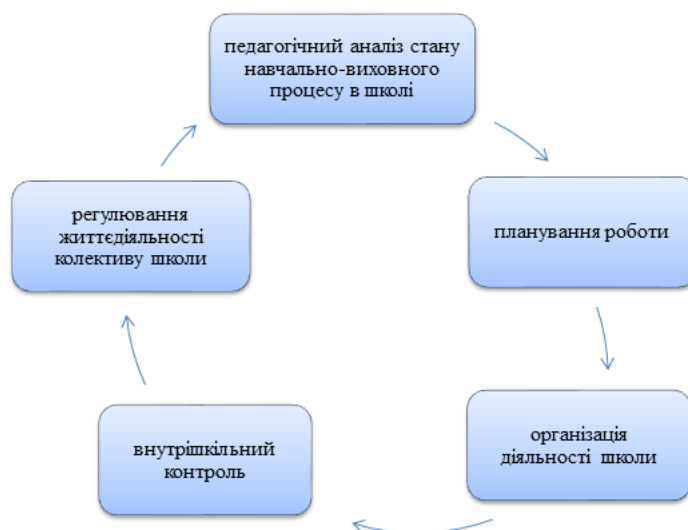 педагогічний аналіз стану
навчально-виховного
процесу в школі
планування роботи
організація
діяльності школи
внутрішкільний
контроль
регулювання
життєдіяльності
колективу школи